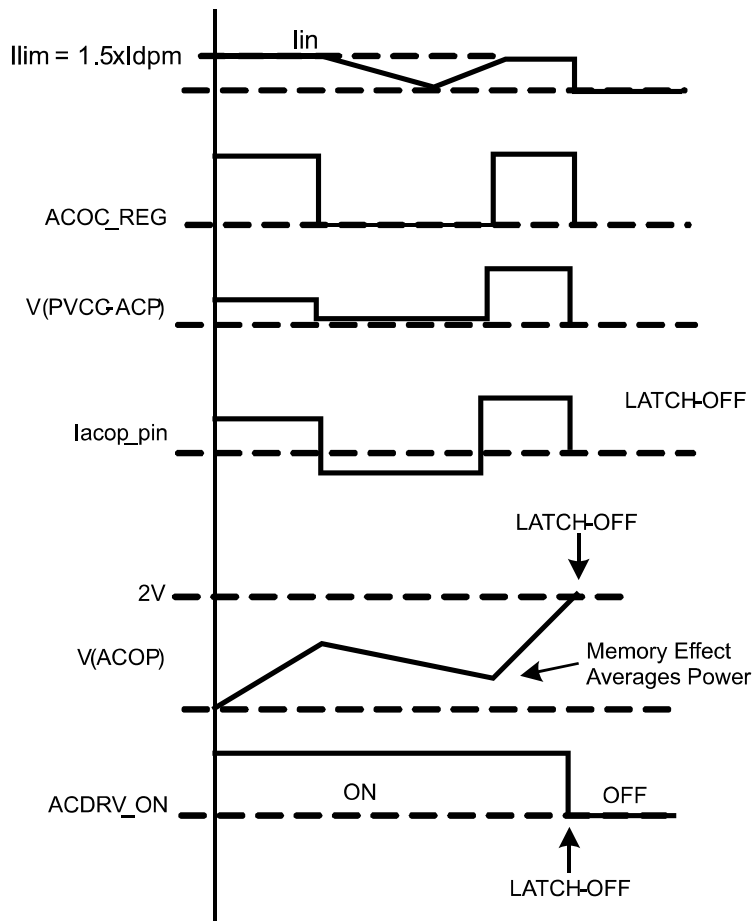 Iin
Ilim = 1.5xIdpm
ACOC_REG
V(PVCC-ACP)
LATCH-OFF
Iacop_pin
LATCH-OFF
2V
V(ACOP)
Memory Effect
Averages Power
ON
OFF
ACDRV_ON
LATCH-OFF